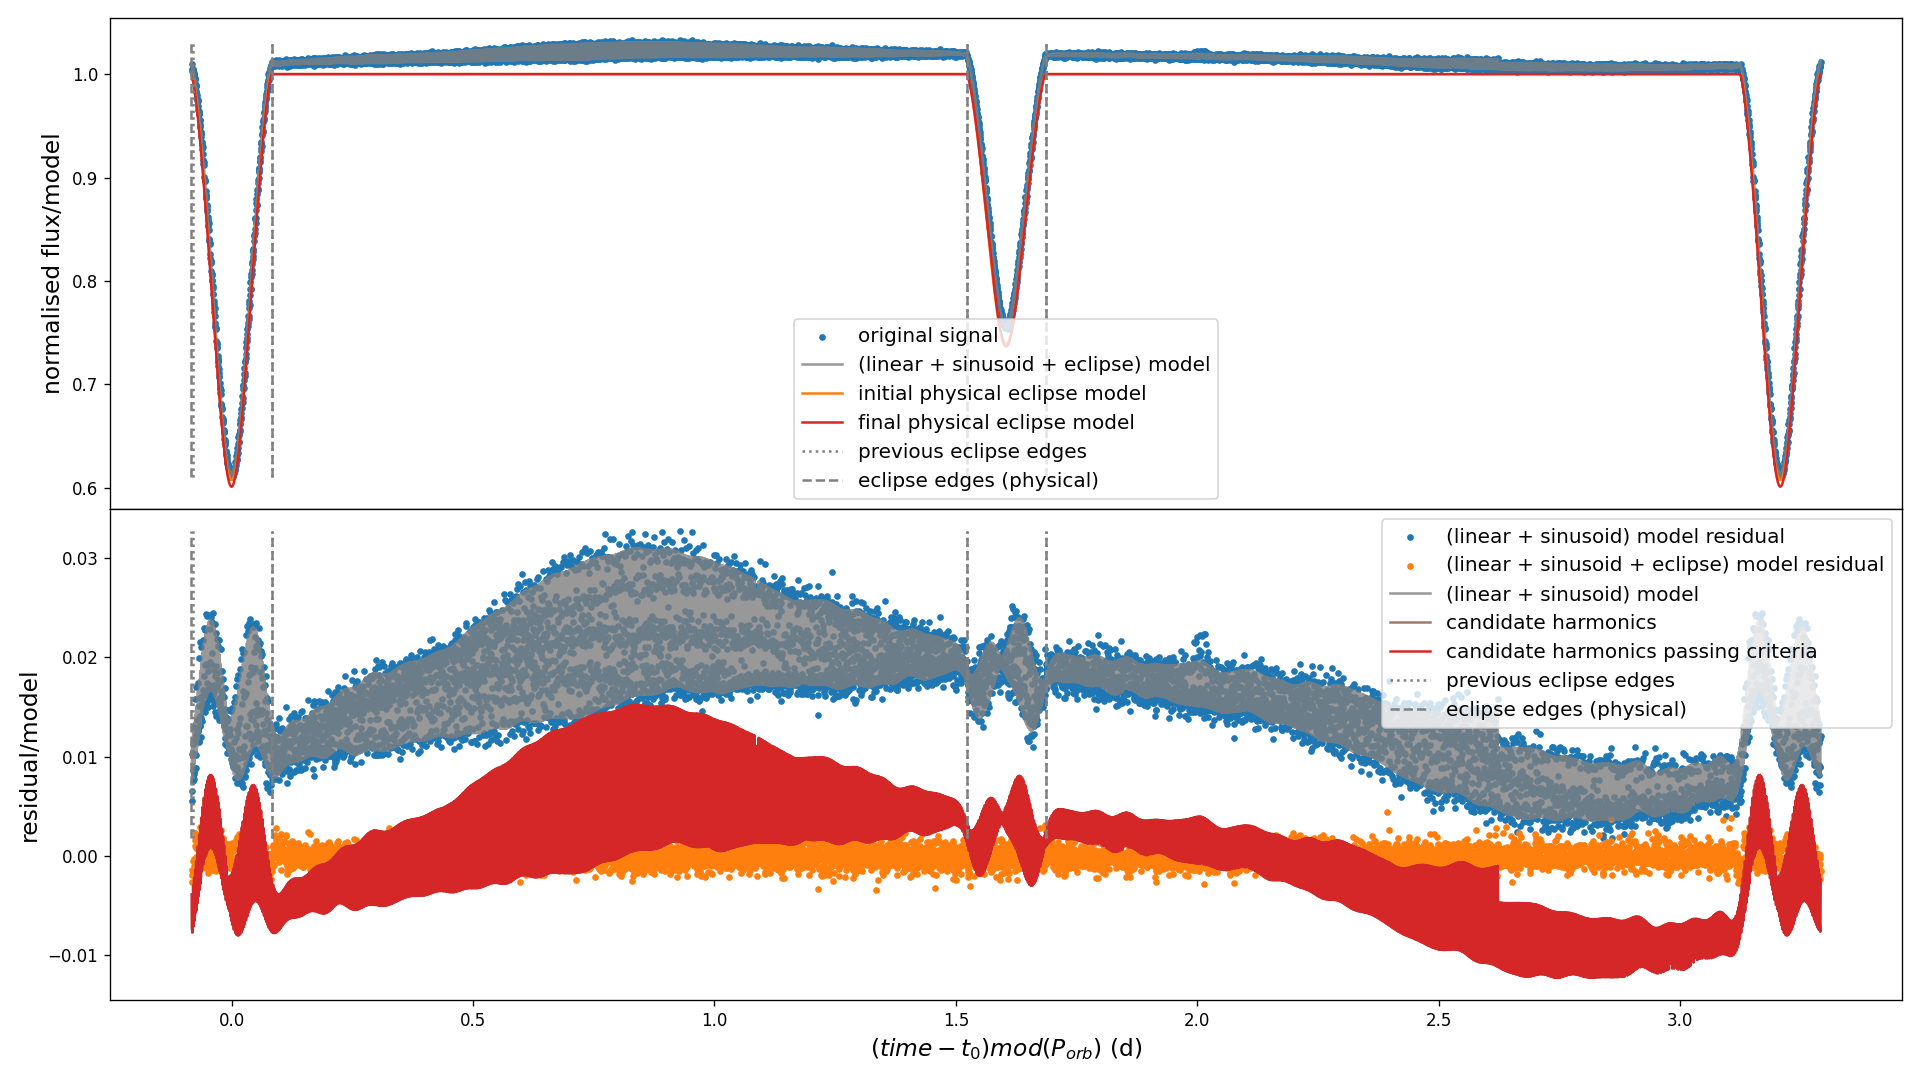 normalised flux/model
1.0
0.9
0.8
0.7
0.6
original signal
(linear + sinusoid + eclipse) model
initial physical eclipse model
final physical eclipse model
previous eclipse edges
eclipse edges (physical)
residual/model
0.03
0.02
0.01
0.00
−0.01
(linear + sinusoid) model residual
(linear + sinusoid + eclipse) model residual
(linear + sinusoid) model
candidate harmonics
candidate harmonics passing criteria
previous eclipse edges
eclipse edges (physical)
0.0 0.5 1.0 1.5 2.0 2.5 3.0
(time − t₀)mod(Pₒᵣb) (d)